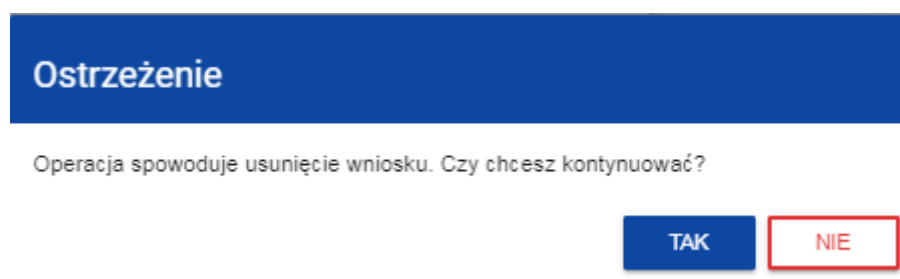 Ostrzeżenie
Operacja spowoduje usunięcie wniosku. Czy chcesz kontynuować?
TAK NIE